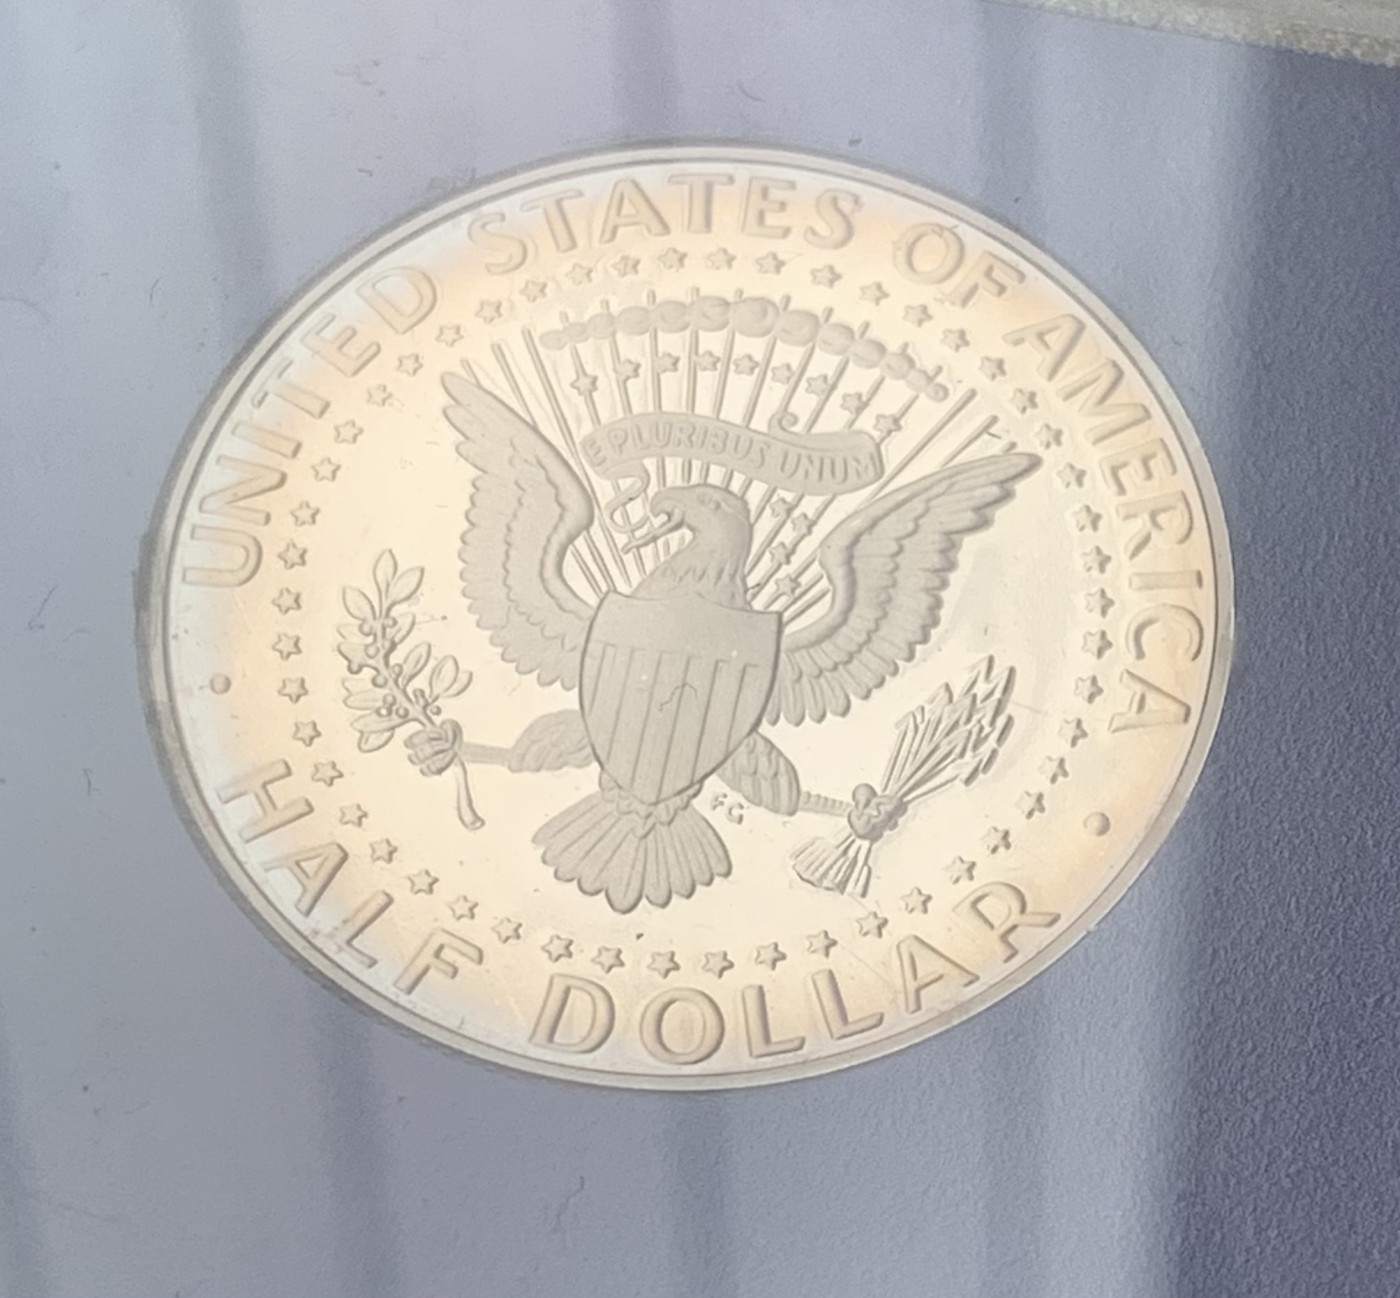 UNITED STATES OF AMERICA
E PLURIBUS UNUM
FG
HALF DOLLAR